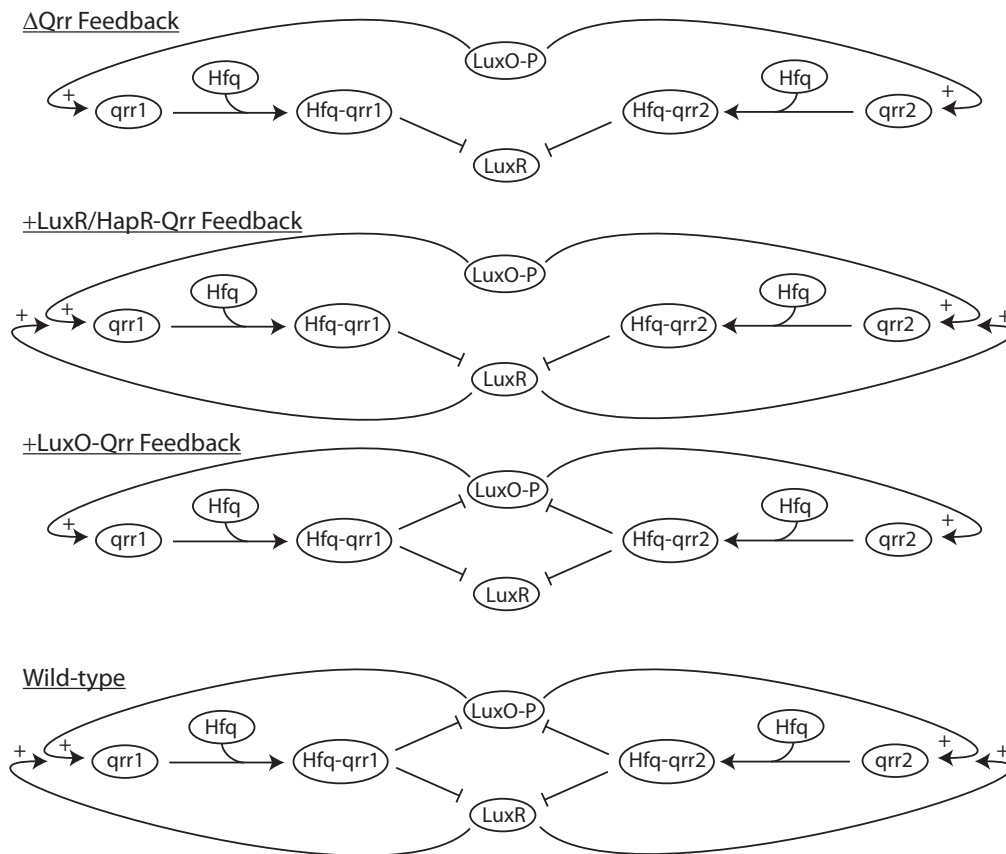 ΔQrr Feedback
LuxO-P
Hfq
Hfq
+
+
qrr1
Hfq-qrr1
Hfq-qrr2
qrr2
LuxR
+LuxR/HapR-Qrr Feedback
LuxO-P
Hfq
Hfq
+
+
+
+
qrr1
Hfq-qrr1
Hfq-qrr2
qrr2
LuxR
+LuxO-Qrr Feedback
LuxO-P
Hfq
Hfq
+
+
qrr1
Hfq-qrr1
Hfq-qrr2
qrr2
LuxR
Wild-type
LuxO-P
Hfq
Hfq
+
+
+
+
qrr1
Hfq-qrr1
Hfq-qrr2
qrr2
LuxR